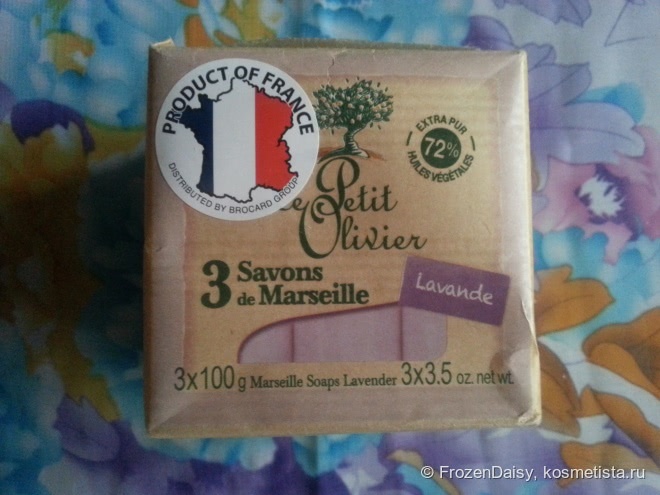 PRODUCT OF FRANCE
DISTRIBUTED BY BROCARD GROUP
EXTRA PUR
72%
HUILES VÉGÉTALES
Le Petit
Olivier
3 Savons
de Marseille
Lavande
3x100g Marseille Soaps Lavender 3x3.5 oz. net wt.
© FrozenDaisy, kosmetista.ru